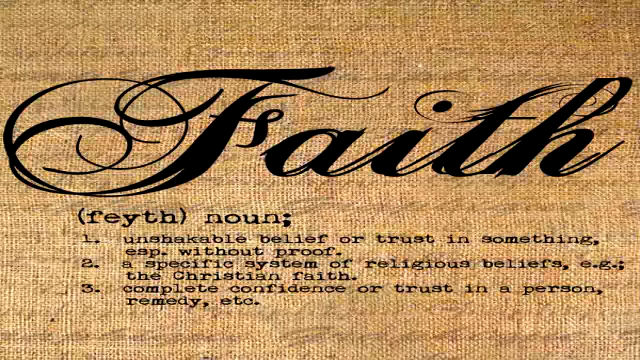 Faith
(feyth) noun;
1. unshakable belief or trust in something,
esp. without proof.
2. a specific system of religious beliefs, e.g.;
the Christian faith.
3. complete confidence or trust in a person,
remedy, etc.